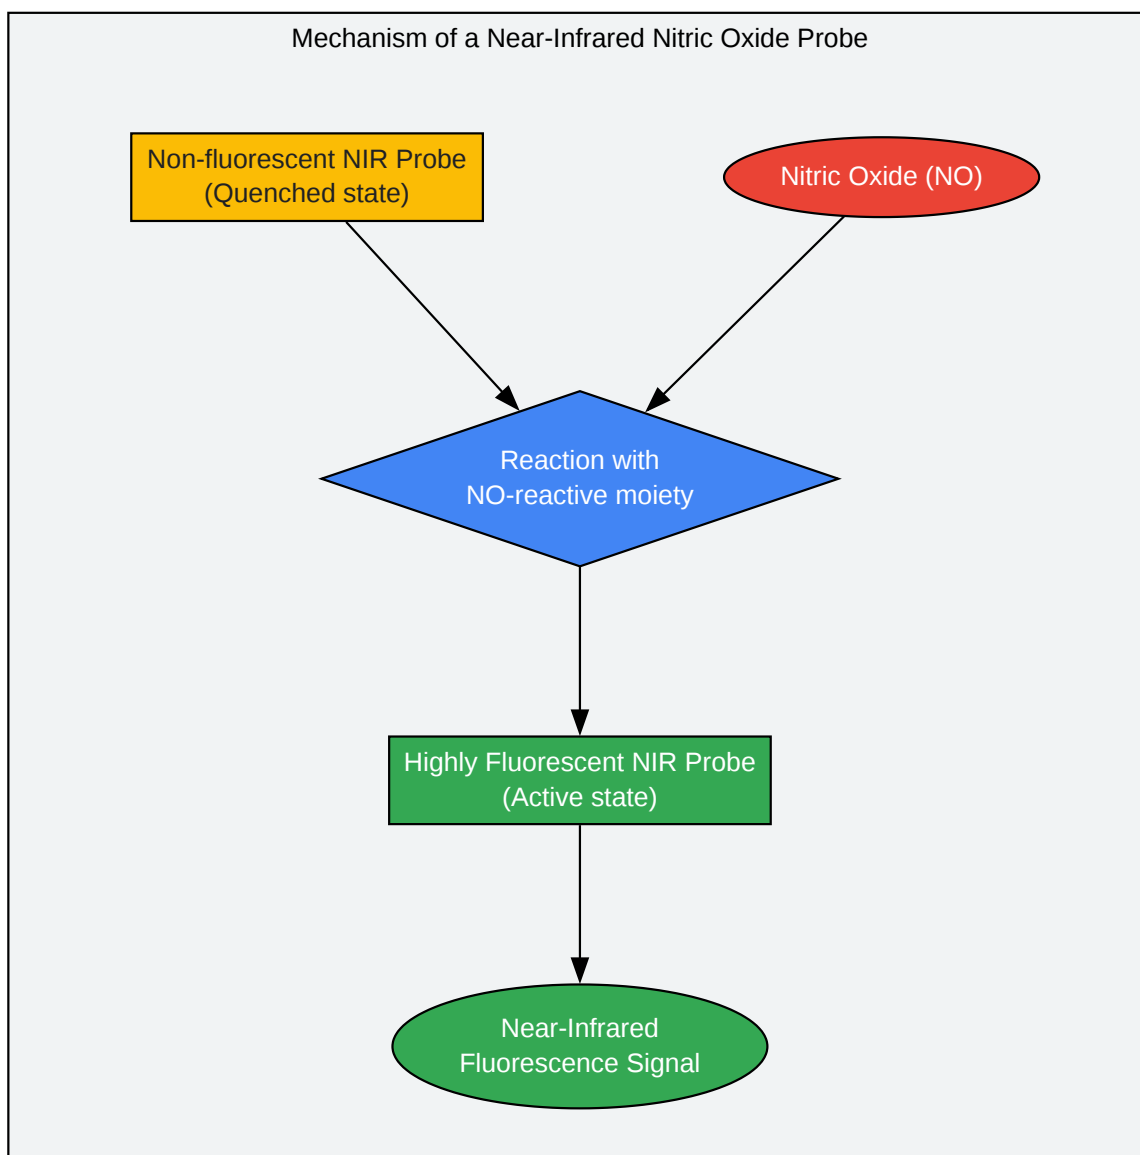 Mechanism of a Near-Infrared Nitric Oxide Probe
Non-fluorescent NIR Probe
(Quenched state)
Nitric Oxide (NO)
Reaction with
NO-reactive moiety
Highly Fluorescent NIR Probe
(Active state)
Near-Infrared
Fluorescence Signal